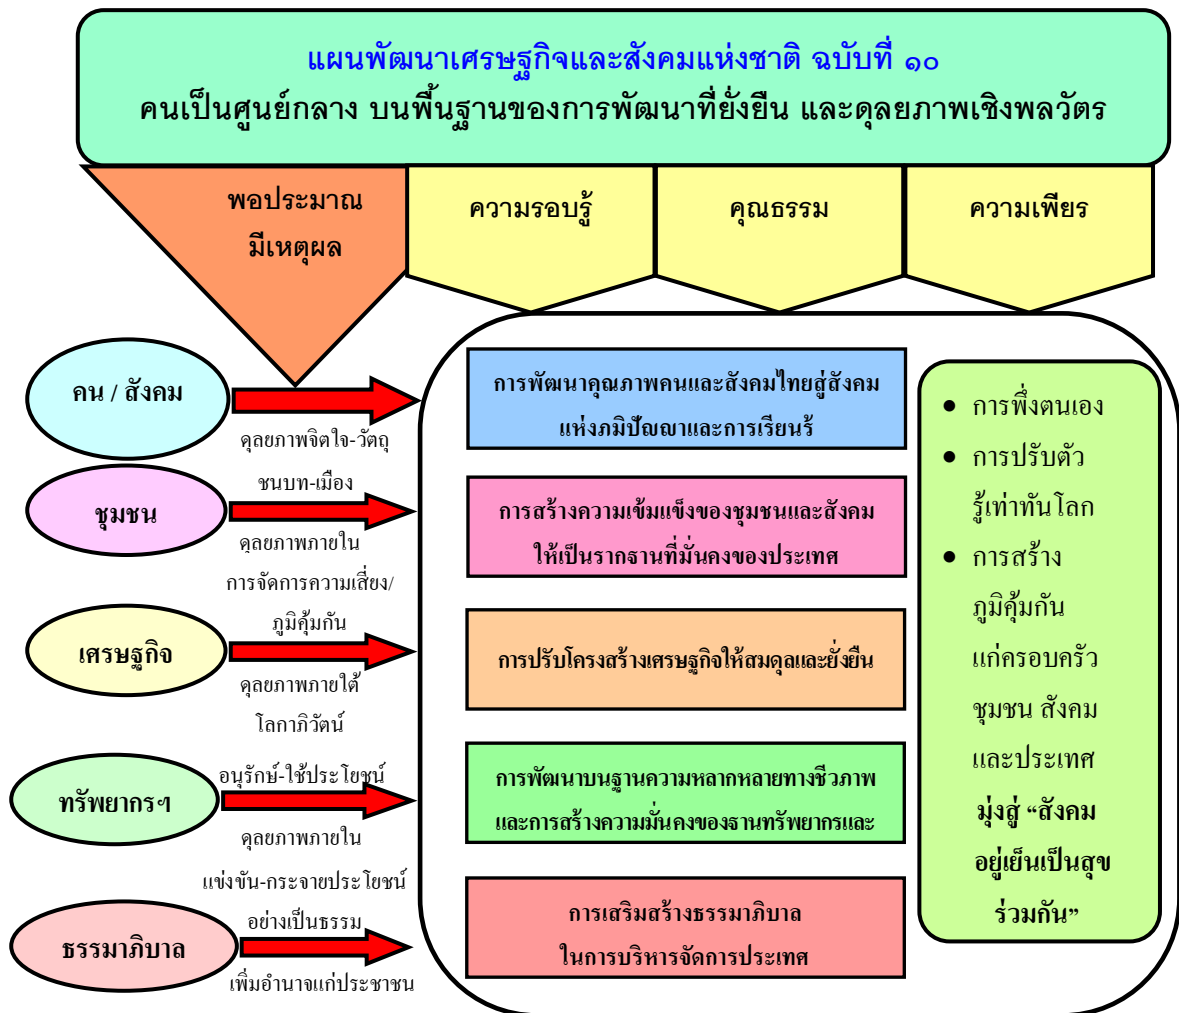 แผนพัฒนาเศรษฐกิจและสังคมแห่งชาติ ฉบับที่ ๑๐
คนเป็นศูนย์กลาง บนพื้นฐานของการพัฒนาที่ยั่งยืน และดุลยภาพเชิงพลวัตร
พอประมาณ
มีเหตุผล
ความรอบรู้
คุณธรรม
ความเพียร
คน / สังคม
ดุลยภาพจิตใจ-วัตถุ
ชนบท-เมือง
การพัฒนาคุณภาพคนและสังคมไทยสู่สังคม
แห่งภูมิปัญญาและการเรียนรู้
ชุมชน
ดุลยภาพภายใน
การจัดการความเสี่ยง/
ภูมิคุ้มกัน
การสร้างความเข้มแข็งของชุมชนและสังคม
ให้เป็นรากฐานที่มั่นคงของประเทศ
เศรษฐกิจ
ดุลยภาพภายใต้
โลกาภิวัตน์
การปรับโครงสร้างเศรษฐกิจให้สมดุลและยั่งยืน
ทรัพยากรฯ
อนุรักษ์-ใช้ประโยชน์
ดุลยภาพภายใน
แข่งขัน-กระจายประโยชน์
อย่างเป็นธรรม
การพัฒนาบนฐานความหลากหลายทางชีวภาพ
และการสร้างความมั่นคงของฐานทรัพยากรและ
ธรรมาภิบาล
เพิ่มอำนาจแก่ประชาชน
การเสริมสร้างธรรมาภิบาล
ในการบริหารจัดการประเทศ
• การพึ่งตนเอง
• การปรับตัว
รู้เท่าทันโลก
• การสร้าง
ภูมิคุ้มกัน
แก่ครอบครัว
ชุมชน สังคม
และประเทศ
มุ่งสู่ “สังคม
อยู่เย็นเป็นสุข
ร่วมกัน”